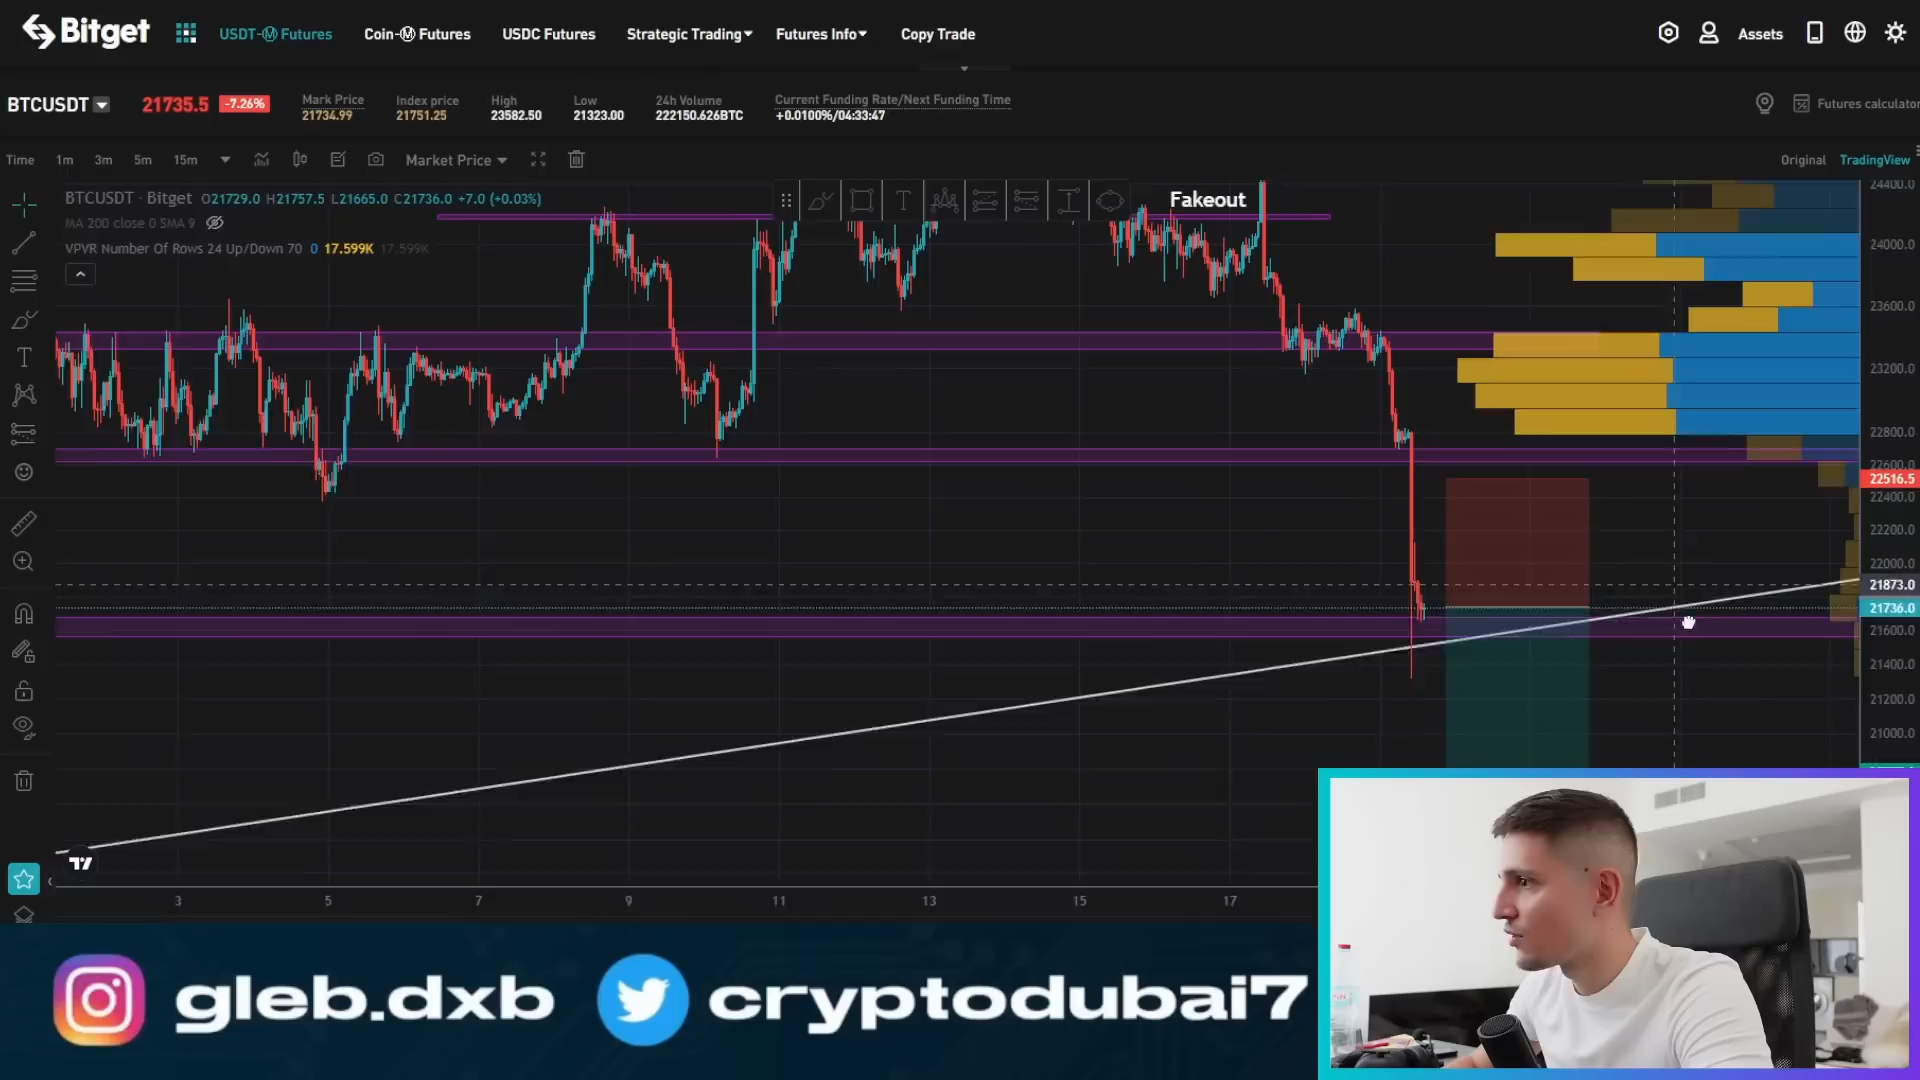 Bitget
USDT-M Futures
Coin-M Futures
USDC Futures
Strategic Trading
Futures Info
Copy Trade
Assets
BTCUSDT
21735.5
-7.26%
Mark Price
21734.99
Index price
21751.25
High
23582.50
Low
21323.00
24h Volume
222150.626BTC
Current Funding Rate/Next Funding Time
+0.0100%/04:33:47
Futures calculator
Time
1m
3m
5m
15m
Market Price
Original
TradingView
BTCUSDT · Bitget O21729.0 H21757.5 L21665.0 C21736.0 +7.0 (+0.03%)
MA 200 close 0 SMA 9
VPVR Number Of Rows 24 Up/Down 70 0 17.599K 17.599K
Fakeout
24400.0
24000.0
23600.0
23200.0
22800.0
22600.0
22516.5
22400.0
22200.0
22000.0
21873.0
21736.0
21600.0
21400.0
21200.0
21000.0
3
5
7
9
11
13
15
17
gleb.dxb
cryptodubai7